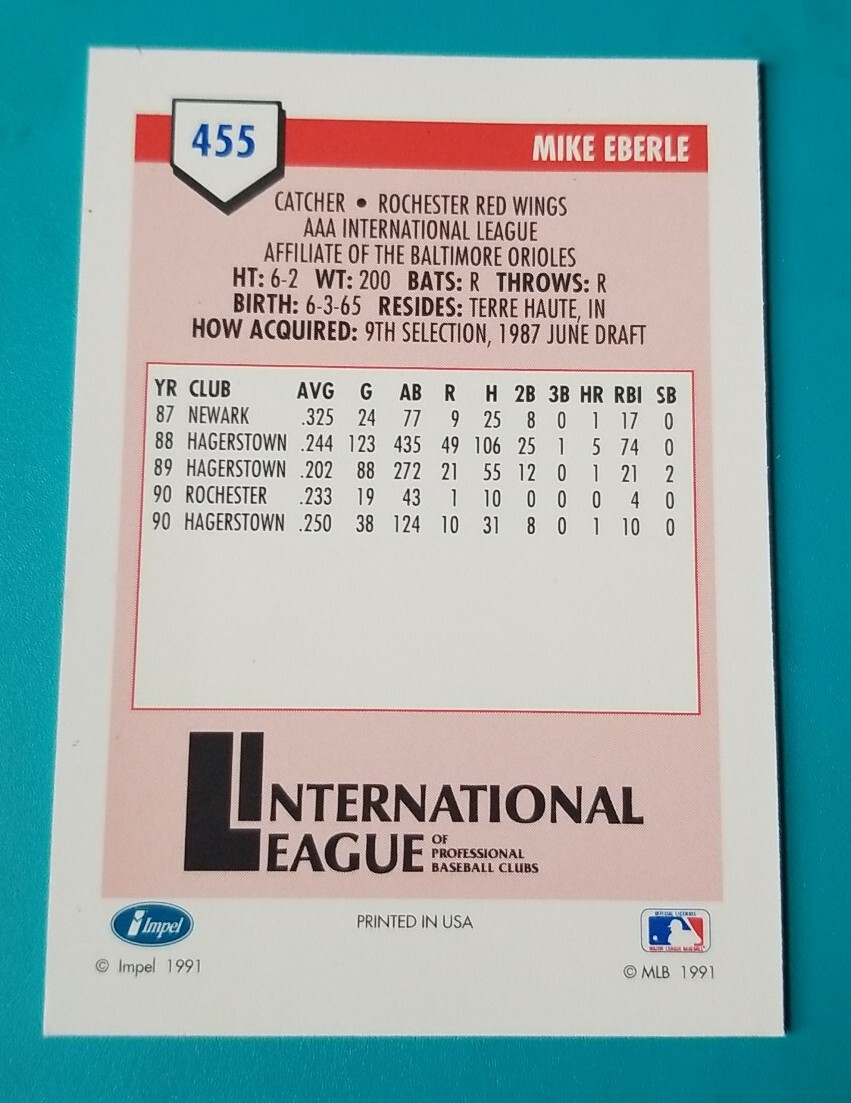 455
MIKE EBERLE
CATCHER • ROCHESTER RED WINGS
AAA INTERNATIONAL LEAGUE
AFFILIATE OF THE BALTIMORE ORIOLES
HT: 6-2 WT: 200 BATS: R THROWS: R
BIRTH: 6-3-65 RESIDES: TERRE HAUTE, IN
HOW ACQUIRED: 9TH SELECTION, 1987 JUNE DRAFT
YR CLUB AVG G AB R H 2B 3B HR RBI SB
87 NEWARK .325 24 77 9 25 8 0 1 17 0
88 HAGERSTOWN .244 123 435 49 106 25 1 5 74 0
89 HAGERSTOWN .202 88 272 21 55 12 0 1 21 2
90 ROCHESTER .233 19 43 1 10 0 0 0 4 0
90 HAGERSTOWN .250 38 124 10 31 8 0 1 10 0
INTERNATIONAL
LEAGUE OF
PROFESSIONAL
BASEBALL CLUBS
Impel
PRINTED IN USA
OFFICIAL LICENSEE
MAJOR LEAGUE BASEBALL
© Impel 1991
© MLB 1991